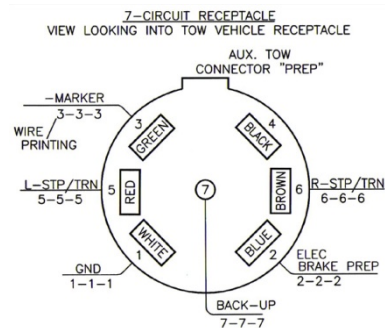 7-CIRCUIT RECEPTACLE
VIEW LOOKING INTO TOW VEHICLE RECEPTACLE
AUX. TOW
CONNECTOR "PREP"
-MARKER
3-3-3
WIRE
PRINTING
3
GREEN
4
BLACK
L-STP/TRN
5-5-5
5
RED
7
BROWN
6
R-STP/TRN
6-6-6
WHITE
1
BLUE
2
GND
1-1-1
ELEC
BRAKE PREP
2-2-2
BACK-UP
7-7-7